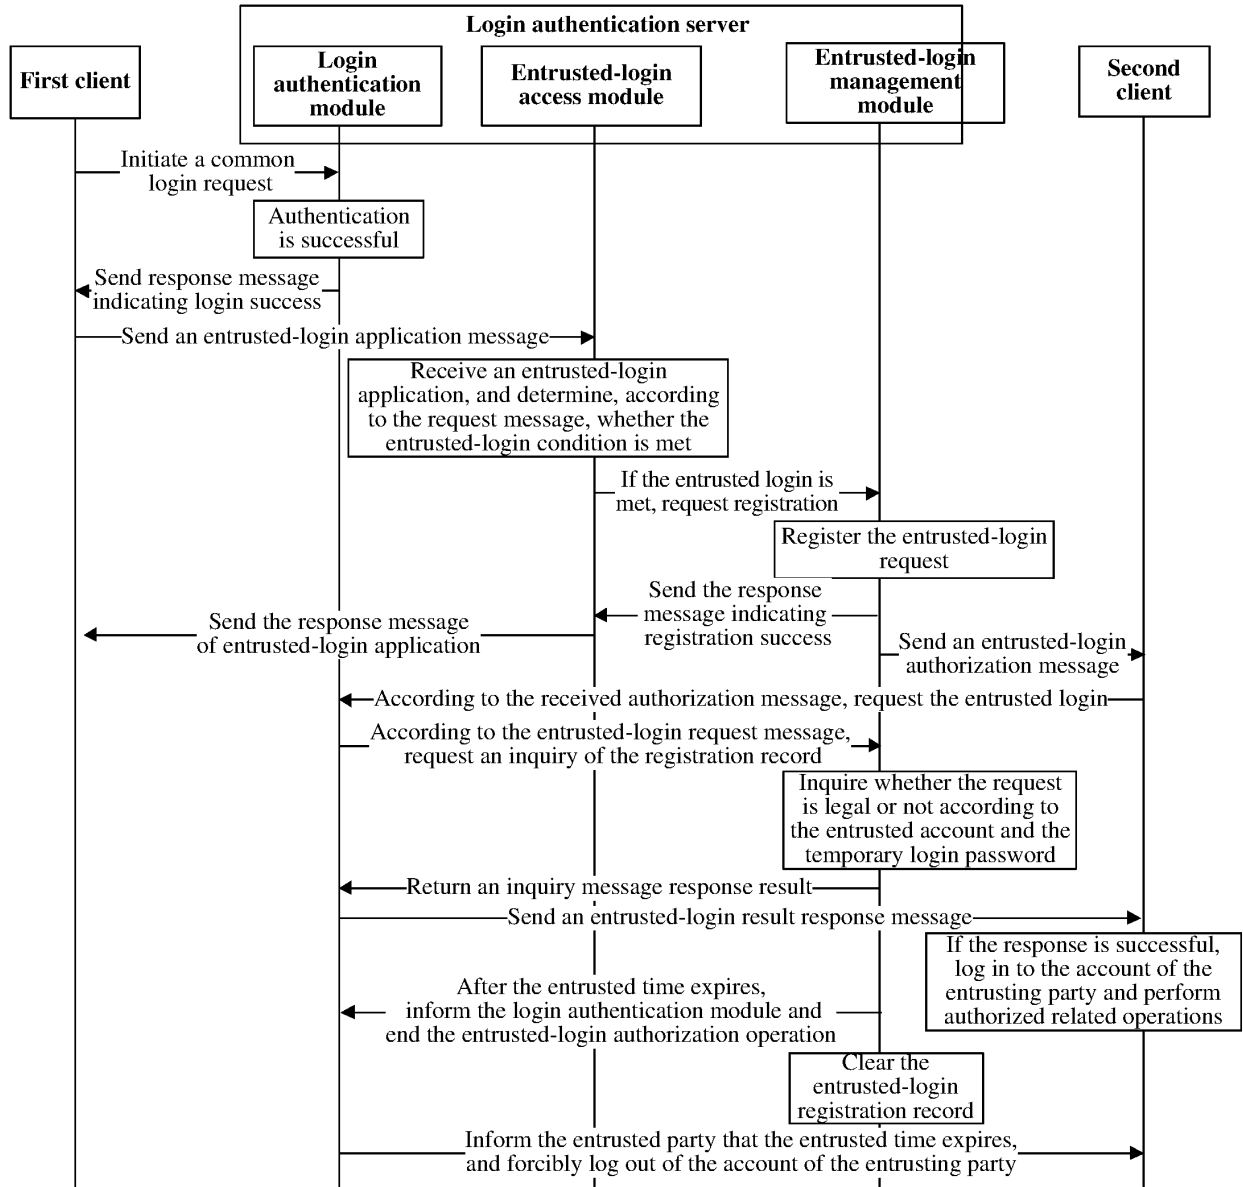 Login authentication server
First client
Login
authentication
module
Entrusted-login
access module
Entrusted-login
management
module
Second
client
Initiate a common
login request
Authentication
is successful
Send response message
indicating login success
Send an entrusted-login application message
Receive an entrusted-login
application, and determine, according
to the request message, whether the
entrusted-login condition is met
If the entrusted login is
met, request registration
Register the entrusted-login
request
Send the response
message indicating
registration success
Send the response message
of entrusted-login application
Send an entrusted-login
authorization message
According to the received authorization message, request the entrusted login
According to the entrusted-login request message,
request an inquiry of the registration record
Inquire whether the request
is legal or not according to
the entrusted account and the
temporary login password
Return an inquiry message response result
Send an entrusted-login result response message
If the response is successful,
log in to the account of the
entrusting party and perform
authorized related operations
After the entrusted time expires,
inform the login authentication module and
end the entrusted-login authorization operation
Clear the
entrusted-login
registration record
Inform the entrusted party that the entrusted time expires,
and forcibly log out of the account of the entrusting party